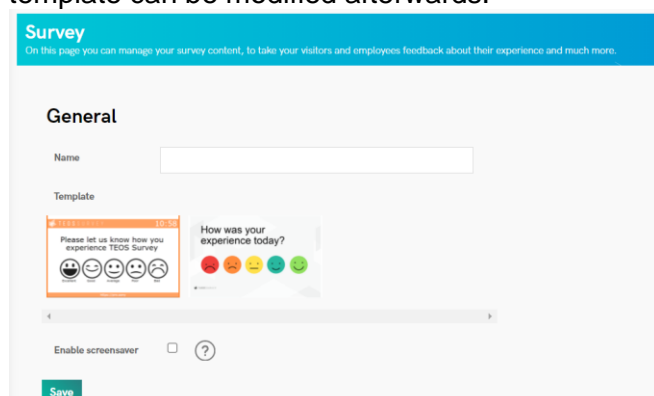 template can be modified afterwards.
Survey
On this page you can manage your survey content, to take your visitors and employees feedback about their experience and much more.
General
Name
Template
10:56
Please let us know how you
experience TEOS Survey
How was your
experience today?
Enable screensaver
?
Save